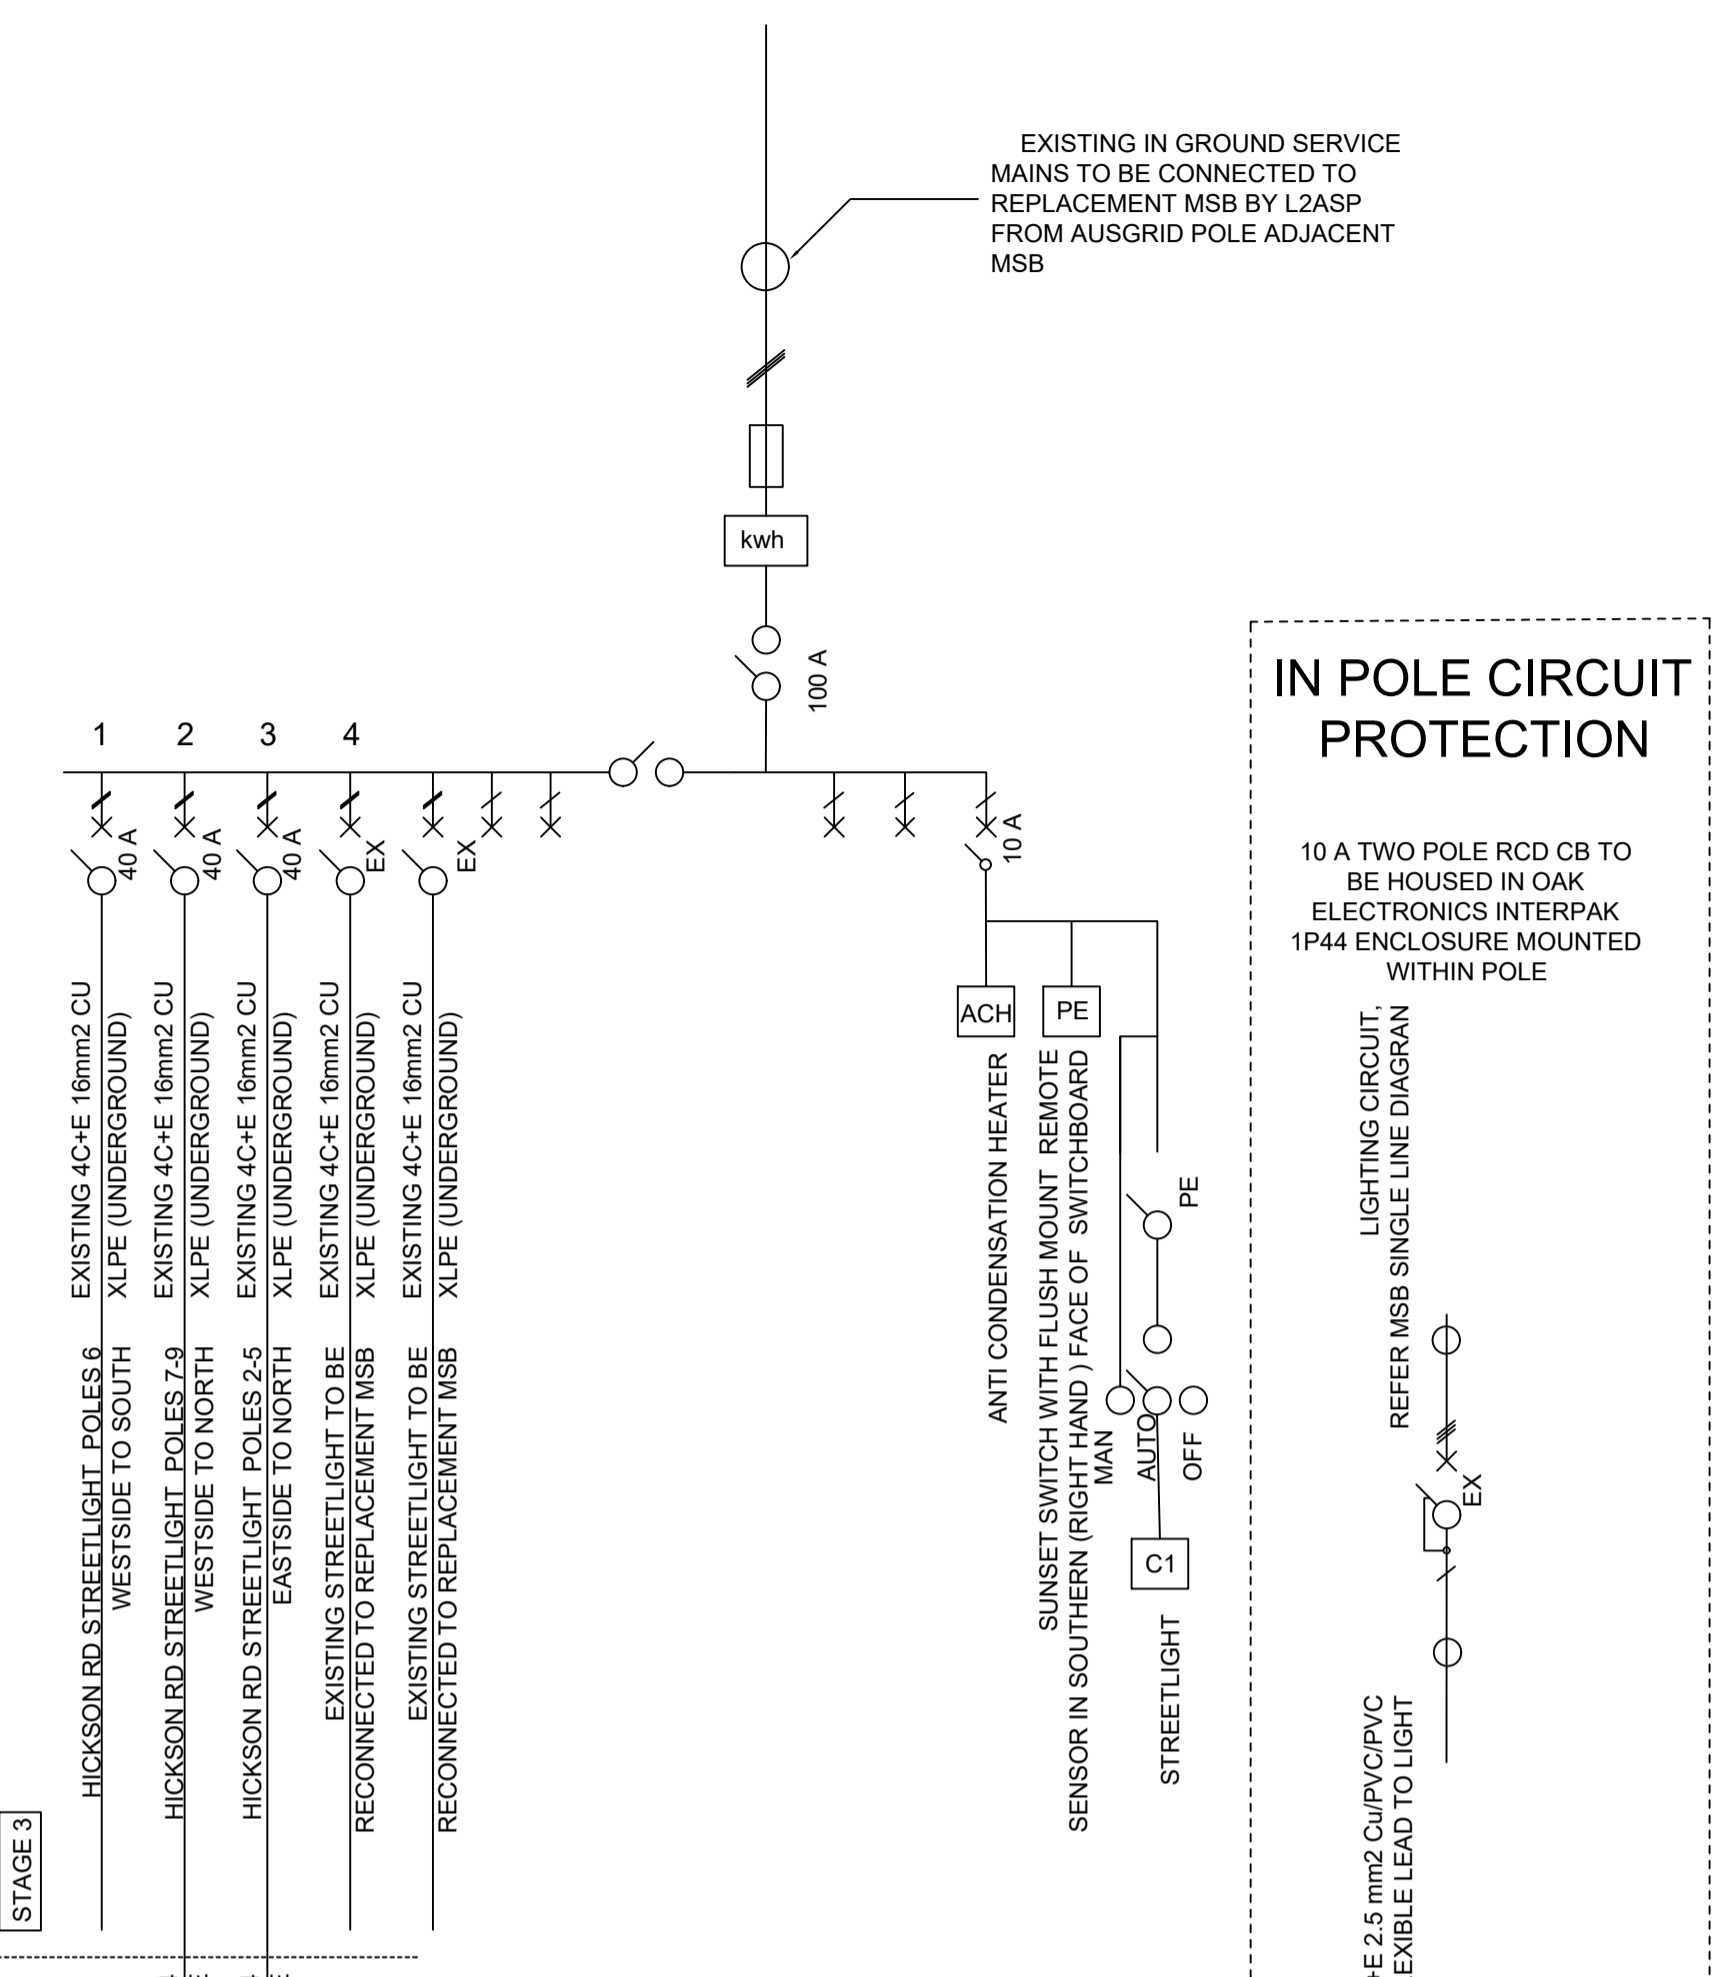 EXISTING IN GROUND SERVICE
MAINS TO BE CONNECTED TO
REPLACEMENT MSB BY L2ASP
FROM AUSGRID POLE ADJACENT
MSB
kwh
100 A
1
2
3
4
40 A
40 A
40 A
EX
EX
10 A
EXISTING 4C+E 16mm2 CU
XLPE (UNDERGROUND)
EXISTING 4C+E 16mm2 CU
XLPE (UNDERGROUND)
EXISTING 4C+E 16mm2 CU
XLPE (UNDERGROUND)
EXISTING 4C+E 16mm2 CU
XLPE (UNDERGROUND)
EXISTING 4C+E 16mm2 CU
XLPE (UNDERGROUND)
HICKSON RD STREETLIGHT POLES 6
WESTSIDE TO SOUTH
HICKSON RD STREETLIGHT POLES 7-9
WESTSIDE TO NORTH
HICKSON RD STREETLIGHT POLES 2-5
EASTSIDE TO NORTH
EXISTING STREETLIGHT TO BE
RECONNECTED TO REPLACEMENT MSB
EXISTING STREETLIGHT TO BE
RECONNECTED TO REPLACEMENT MSB
STAGE 3
ACH
PE
ANTI CONDENSATION HEATER
SUNSET SWITCH WITH FLUSH MOUNT REMOTE
SENSOR IN SOUTHERN (RIGHT HAND ) FACE OF SWITCHBOARD
PE
MAN
AUTO
OFF
C1
STREETLIGHT
IN POLE CIRCUIT
PROTECTION
10 A TWO POLE RCD CB TO
BE HOUSED IN OAK
ELECTRONICS INTERPAK
1P44 ENCLOSURE MOUNTED
WITHIN POLE
LIGHTING CIRCUIT,
REFER MSB SINGLE LINE DIAGRAN
EX
+E 2.5 mm2 Cu/PVC/PVC
EXIBLE LEAD TO LIGHT